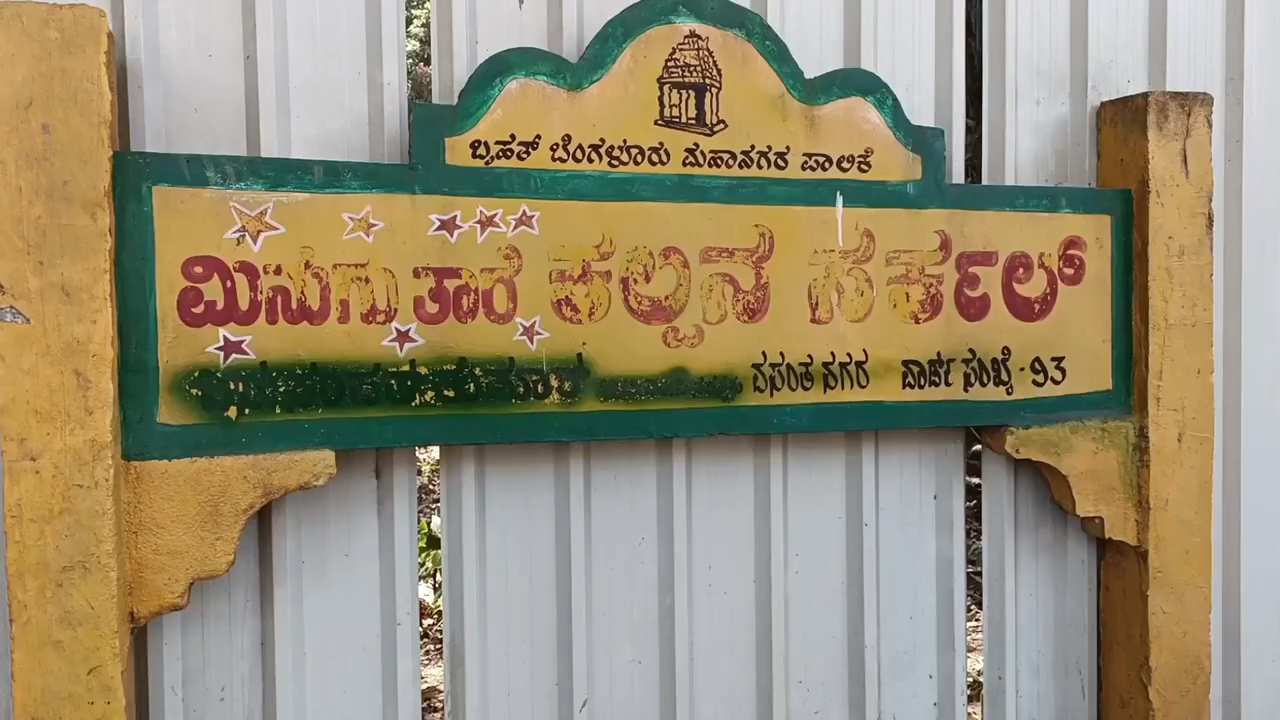 ಬೃಹತ್ ಬೆಂಗಳೂರು ಮಹಾನಗರ ಪಾಲಿಕೆ
ಮಿನುಗು ತಾರೆ ಕಲ್ಪನ ಸರ್ಕಲ್
ವಸಂತ ನಗರ ವಾರ್ಡ್ ಸಂಖ್ಯೆ - 93